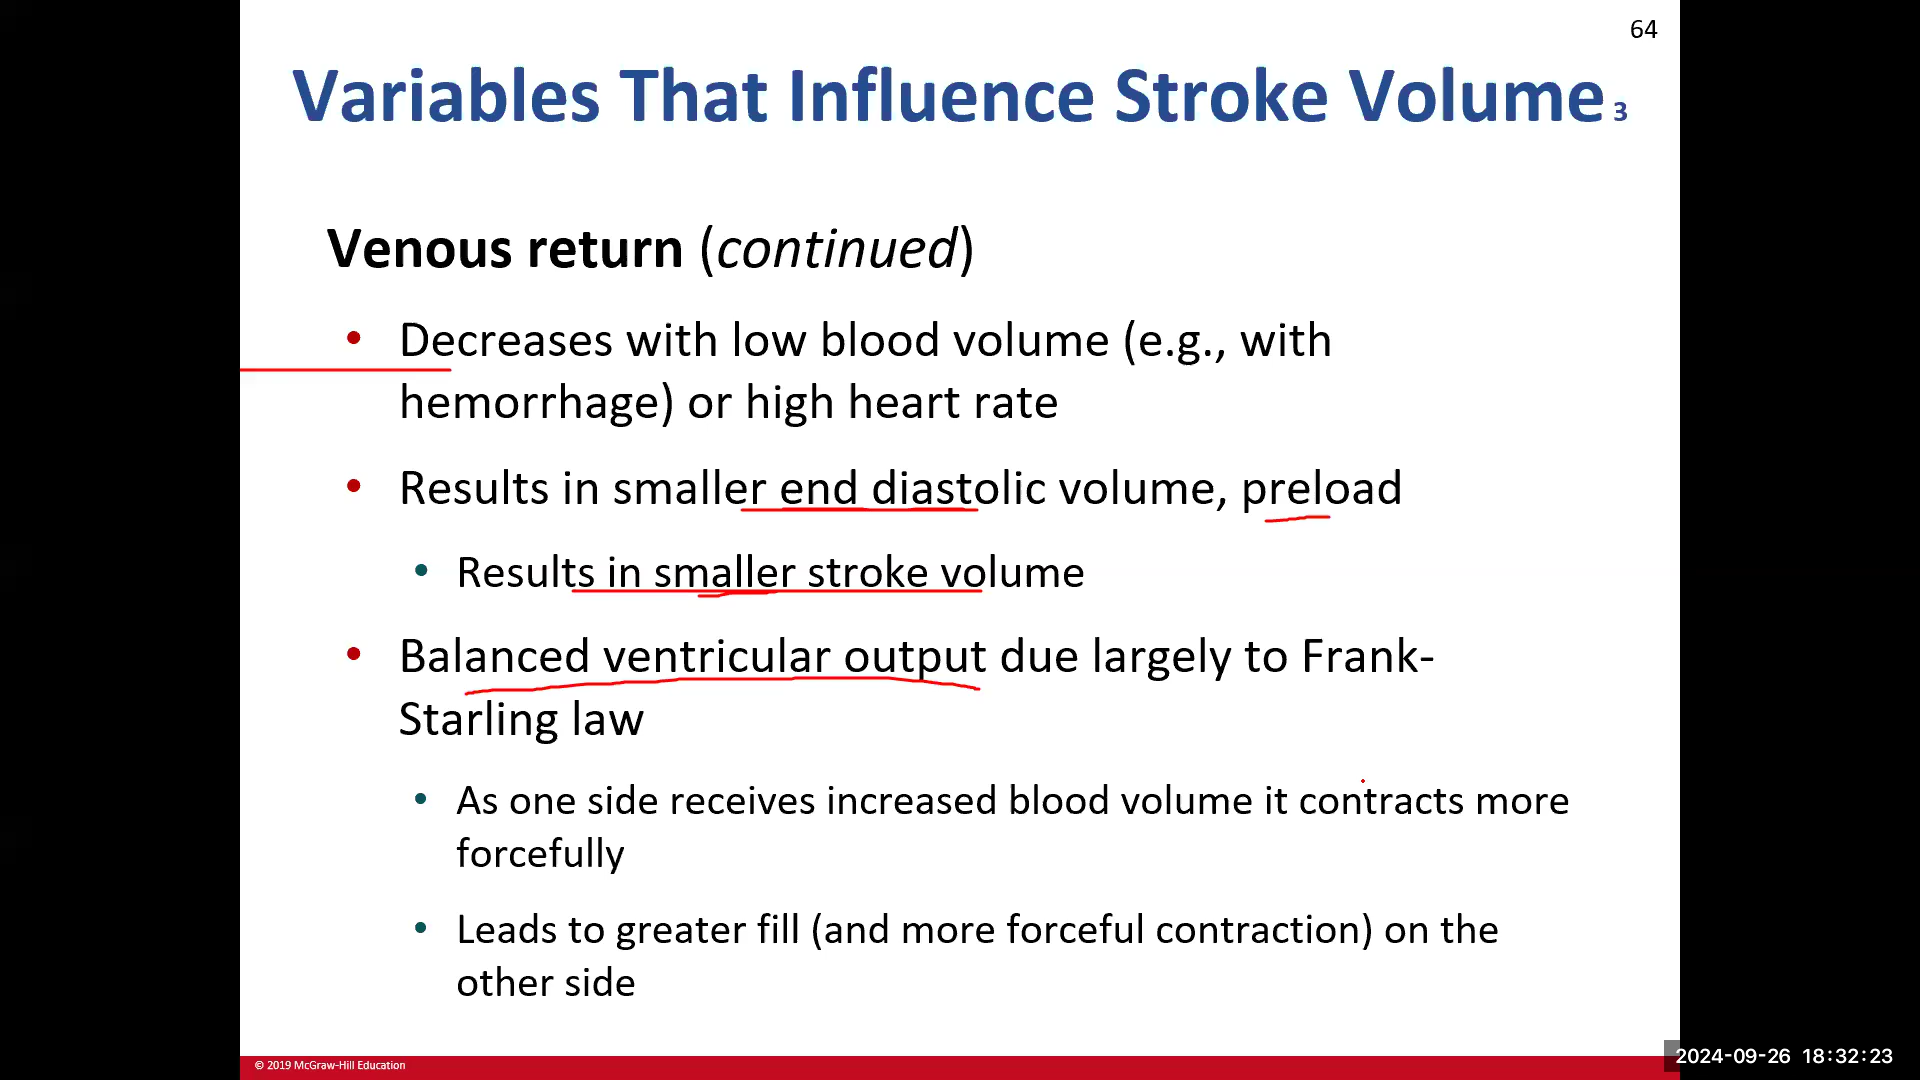 64
Variables That Influence Stroke Volume 3
Venous return (continued)
• Decreases with low blood volume (e.g., with
hemorrhage) or high heart rate
• Results in smaller end diastolic volume, preload
• Results in smaller stroke volume
• Balanced ventricular output due largely to Frank-
Starling law
• As one side receives increased blood volume it contracts more
forcefully
• Leads to greater fill (and more forceful contraction) on the
other side
© 2019 McGraw-Hill Education
2024-09-26 18:32:23